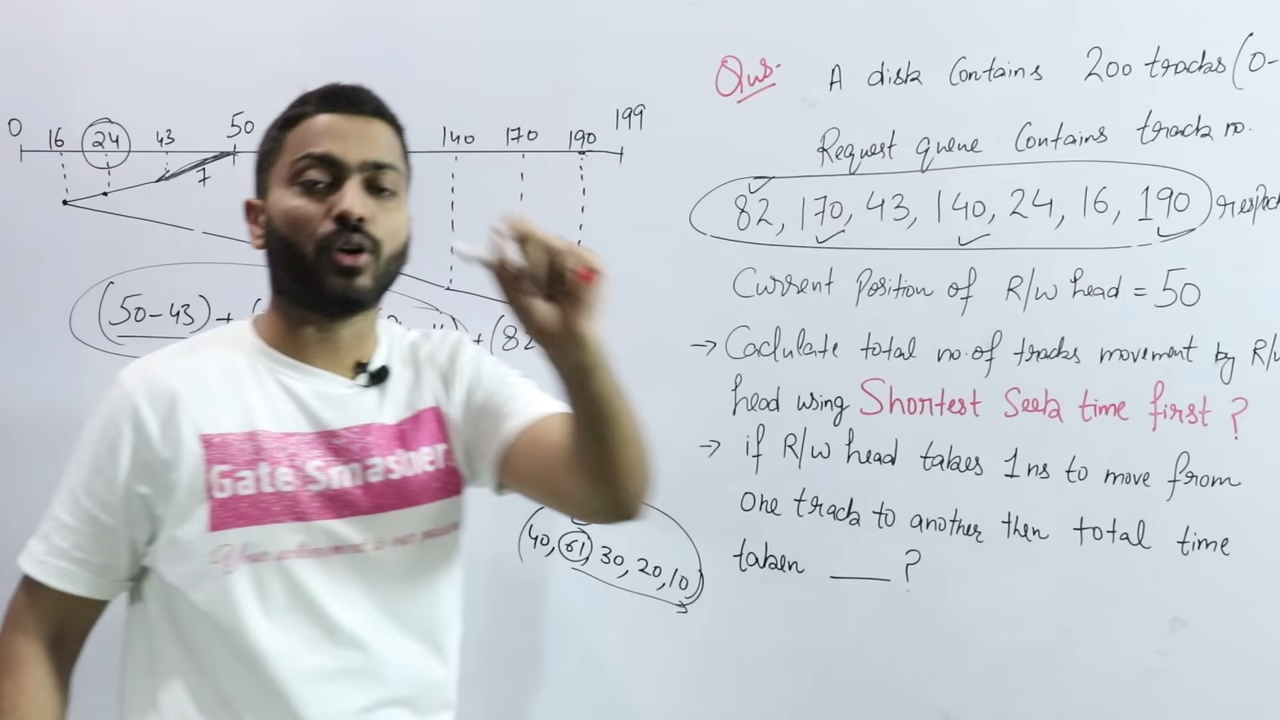 0 16 24 43 50 140 170 190 199
7
(50-43)+ +(82
Gate Smasher
(40, 61, 30, 20, 10)
Qus. A disk Contains 200 tracks (0-
Request queue Contains track no.
82, 170, 43, 140, 24, 16, 190
Current Position of R/w head = 50
→ Calculate total no. of tracks movement by R/w
head using Shortest Seek time first ?
→ if R/w head takes 1ns to move from
one track to another then total time
taken ___ ?